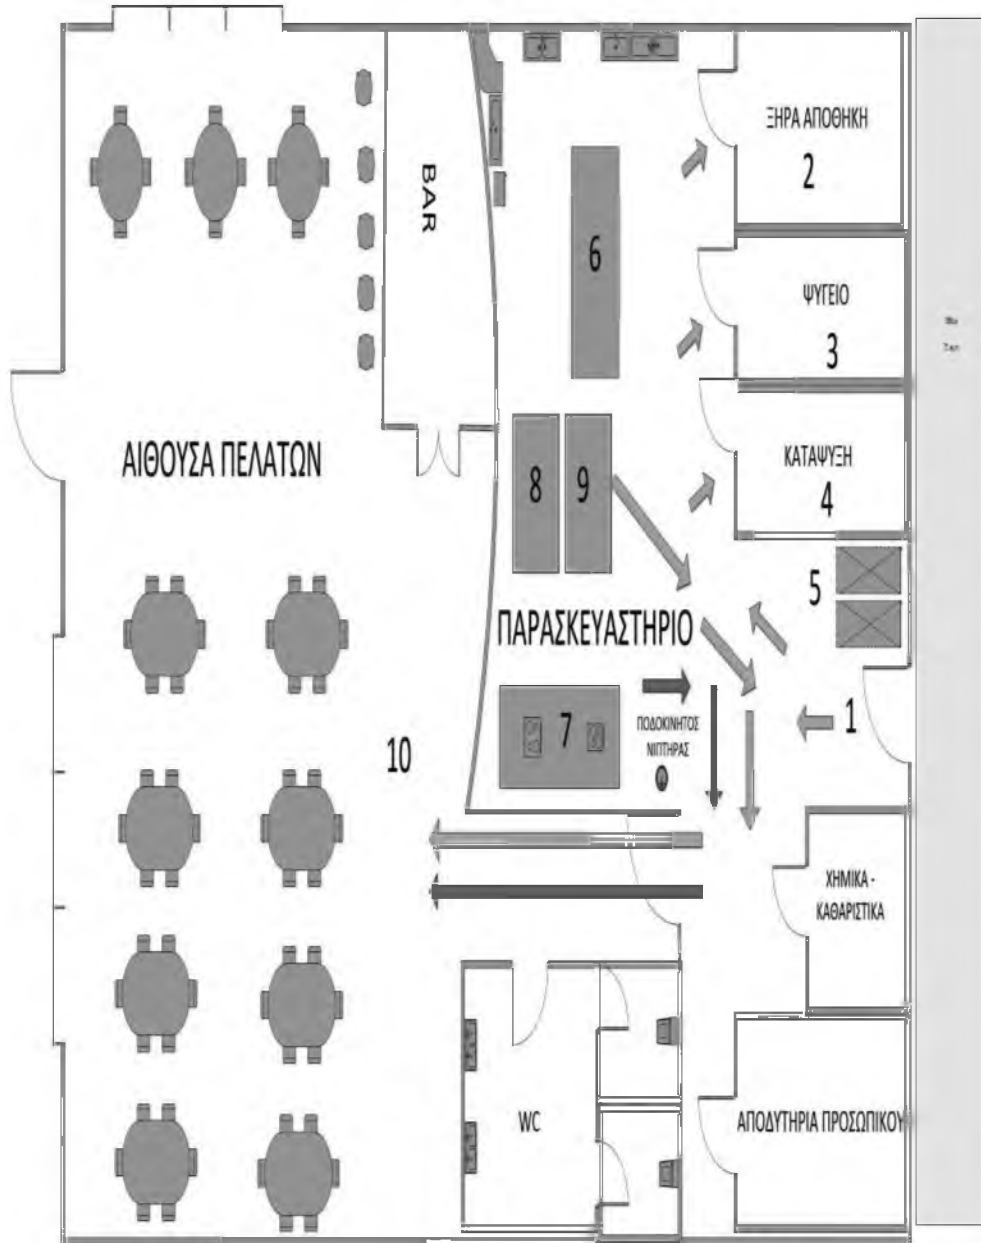 ΞΗΡΑ ΑΠΟΘΗΚΗ
2
BAR
6
ΨΥΓΕΙΟ
3
ΑΙΘΟΥΣΑ ΠΕΛΑΤΩΝ
ΚΑΤΑΨΥΞΗ
4
8
9
5
ΠΑΡΑΣΚΕΥΑΣΤΗΡΙΟ
7
ΠΟΔΟΚΙΝΗΤΟΣ
ΝΙΠΤΗΡΑΣ
1
10
ΧΗΜΙΚΑ -
ΚΑΘΑΡΙΣΤΙΚΑ
WC
ΑΠΟΔΥΤΗΡΙΑ ΠΡΟΣΩΠΙΚΟΥ